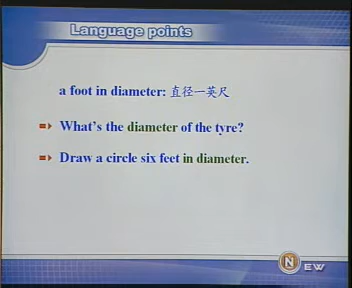 Language points
a foot in diameter: 直径一英尺
What's the diameter of the tyre?
Draw a circle six feet in diameter.
N EW